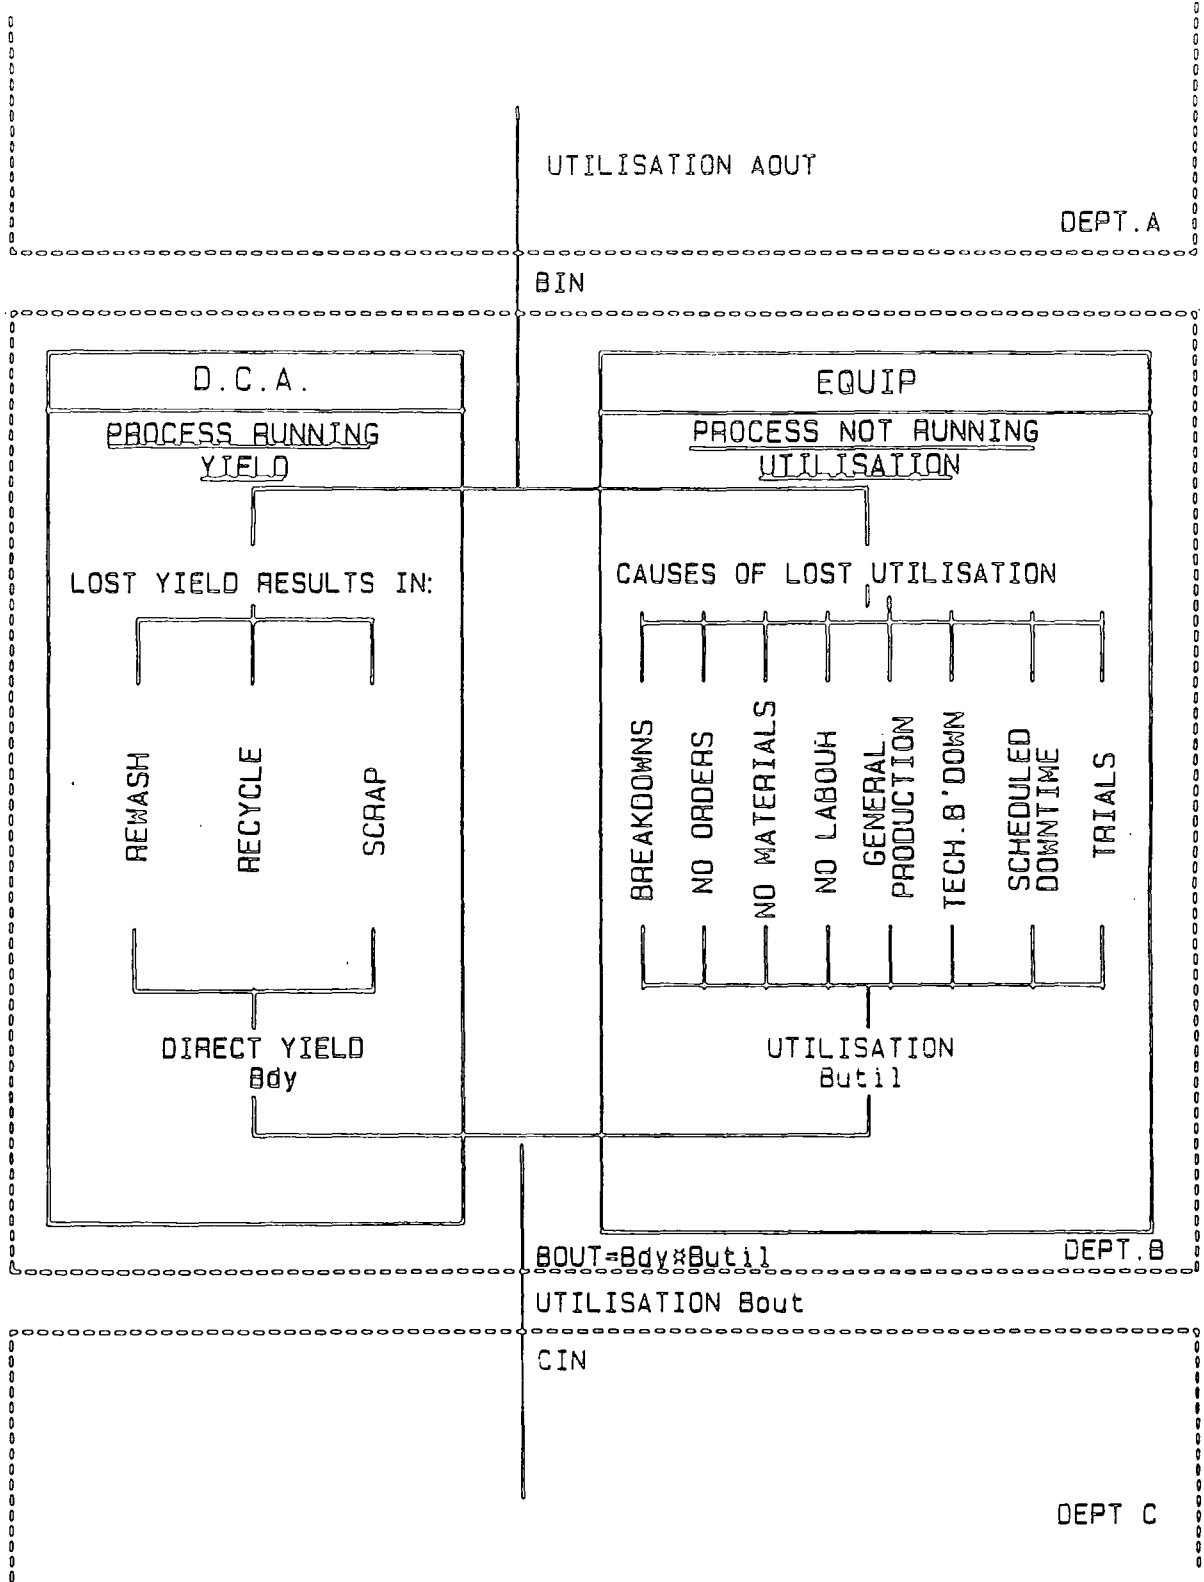 UTILISATION AOUT
DEPT.A
BIN
D.C.A.
PROCESS RUNNING
YIELD
LOST YIELD RESULTS IN:
REWASH
RECYCLE
SCRAP
DIRECT YIELD
Bdy
EQUIP
PROCESS NOT RUNNING
UTILISATION
CAUSES OF LOST UTILISATION
BREAKDOWNS
NO ORDERS
NO MATERIALS
NO LABOUR
GENERAL
PRODUCTION
TECH.B'DOWN
SCHEDULED
DOWNTIME
TRIALS
UTILISATION
Butil
BOUT=Bdy*Butil
DEPT.B
UTILISATION Bout
CIN
DEPT C